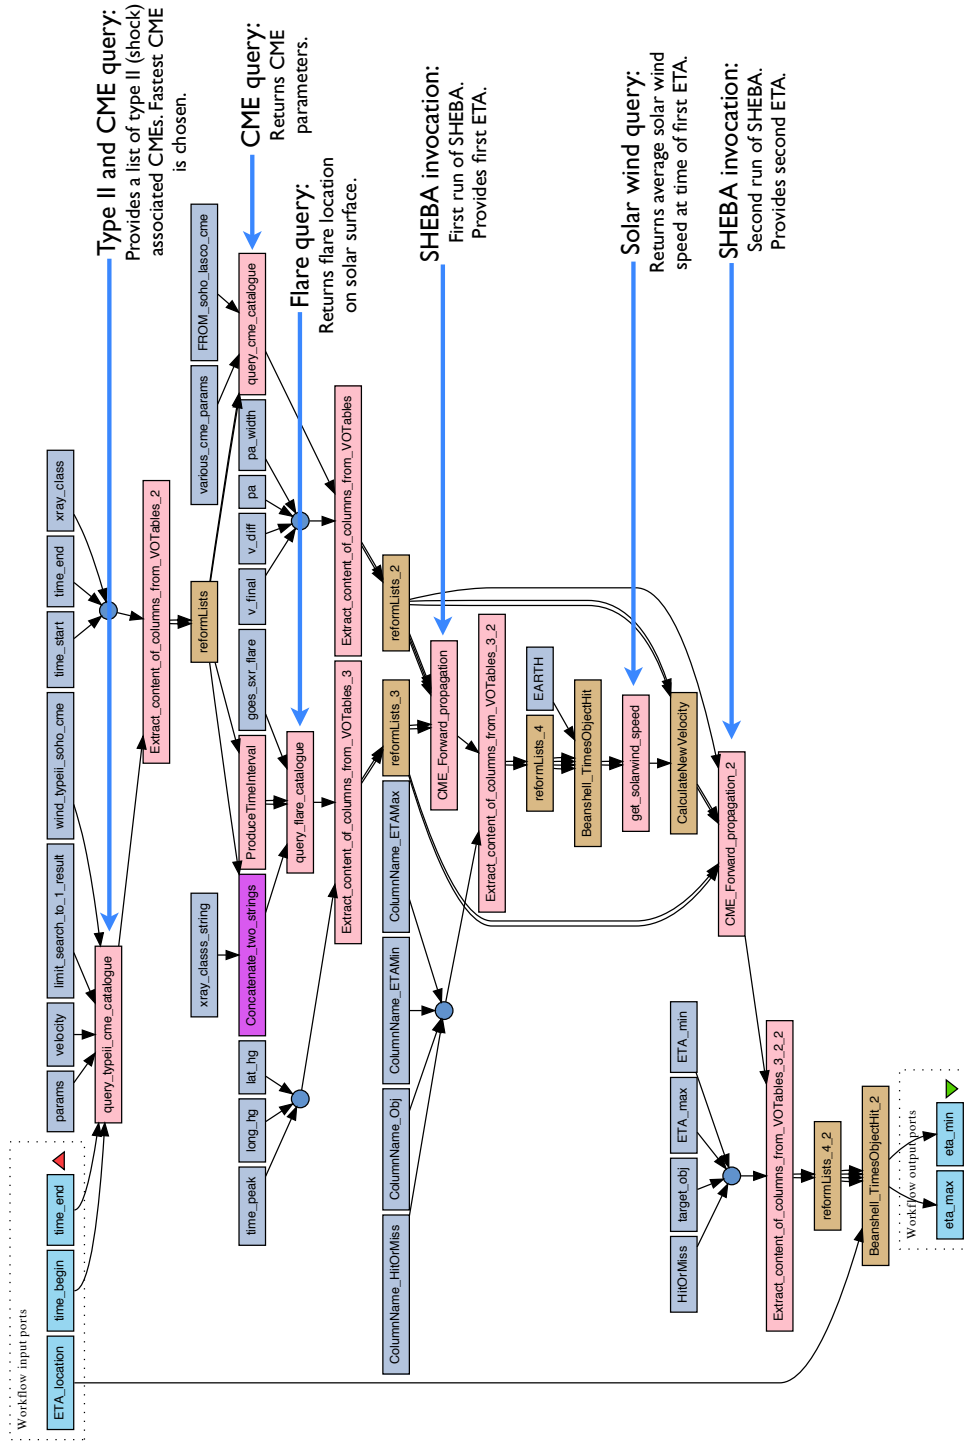 Workflow input ports
ETA_location
time_begin
time_end
params
velocity
limit_search_to_1_result
wind_typeii_soho_cme
time_start
time_end
xray_class
query_typeii_cme_catalogue
Type II and CME query:
Provides a list of type II (shock)
associated CMEs. Fastest CME
is chosen.
Extract_content_of_columns_from_VOTables_2
xray_classs_string
reformLists
various_cme_params
FROM_soho_lasco_cme
time_peak
long_hg
lat_hg
Concatenate_two_strings
ProduceTimeInterval
goes_sxr_flare
v_final
v_diff
pa
pa_width
query_cme_catalogue
CME query:
Returns CME
parameters.
query_flare_catalogue
Flare query:
Returns flare location
on solar surface.
Extract_content_of_columns_from_VOTables_3
Extract_content_of_columns_from_VOTables
ColumnName_HitOrMiss
ColumnName_Obj
ColumnName_ETAMin
ColumnName_ETAMax
reformLists_3
reformLists_2
CME_Forward_propagation
SHEBA invocation:
First run of SHEBA.
Provides first ETA.
Extract_content_of_columns_from_VOTables_3_2
reformLists_4
EARTH
Beanshell_TimesObjectHit
get_solarwind_speed
Solar wind query:
Returns average solar wind
speed at time of first ETA.
HitOrMiss
target_obj
ETA_max
ETA_min
CalculateNewVelocity
CME_Forward_propagation_2
SHEBA invocation:
Second run of SHEBA.
Provides second ETA.
Extract_content_of_columns_from_VOTables_3_2_2
reformLists_4_2
Beanshell_TimesObjectHit_2
Workflow output ports
eta_max
eta_min